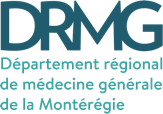 DRMG
Département régional
de médecine générale
de la Montérégie